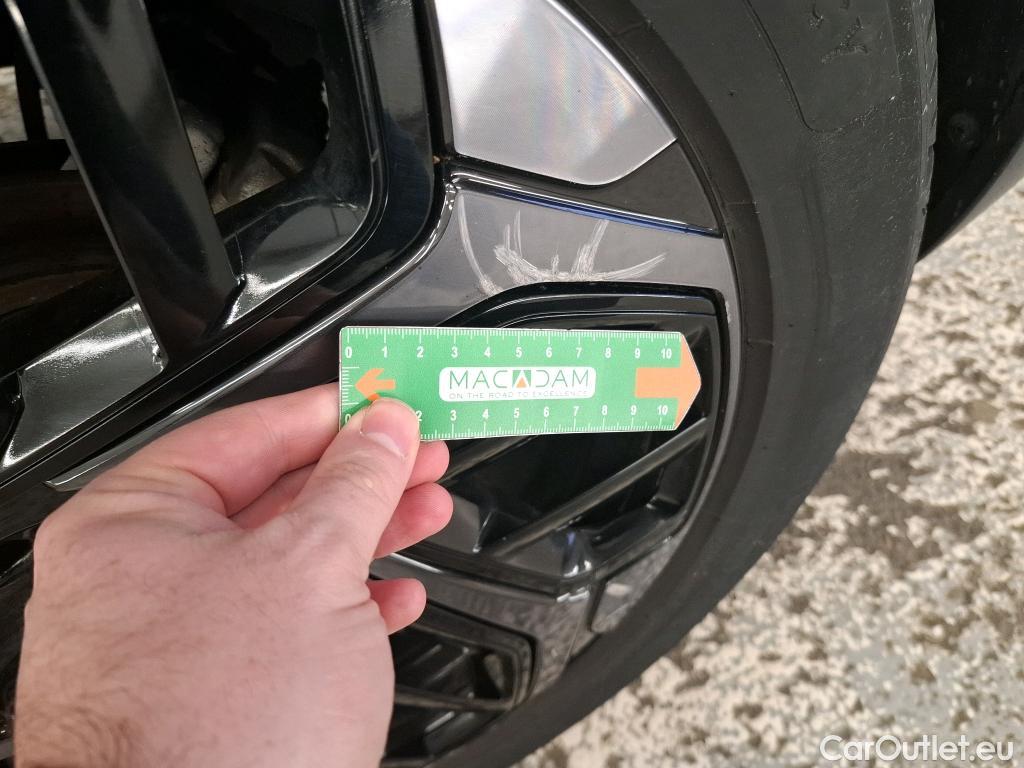 0 1 2 3 4 5 6 7 8 9 10
MACADAM
ON THE ROAD TO EXCELLENCE
0 2 3 4 5 6 7 8 9 10
CarOutlet.eu